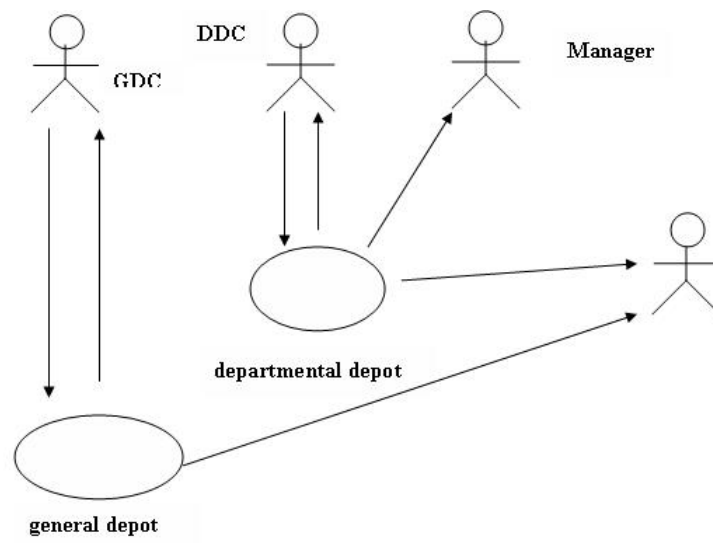 DDC
Manager
GDC
departmental depot
general depot